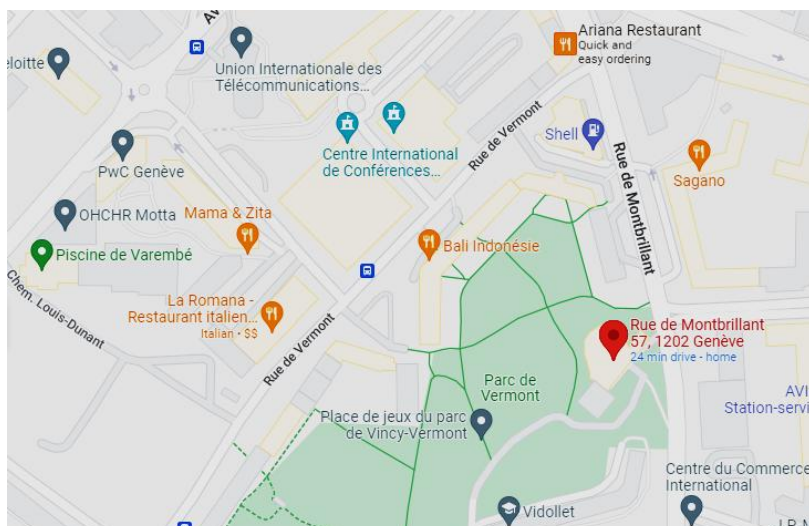 AV
eloitte
Union Internationale des
Télécommunications...
Ariana Restaurant
Quick and
easy ordering
Rue de Vermont
Shell
Centre International
de Conférences...
Rue de Montbrillant
Sagano
PwC Genève
OHCHR Motta
Mama & Zita
Bali Indonésie
Piscine de Varembé
Chem. Louis-Dunant
La Romana -
Restaurant italien...
Italian · $$
Rue de Vermont
Rue de Montbrillant
57, 1202 Genève
24 min drive - home
Parc de
Vermont
Place de jeux du parc
de Vincy-Vermont
AVI
Station-servi
Centre du Commerce
International
Vidollet